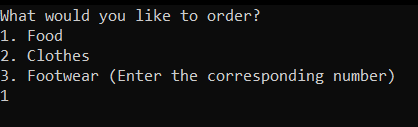 What would you like to order?
1. Food
2. Clothes
3. Footwear (Enter the corresponding number)
1